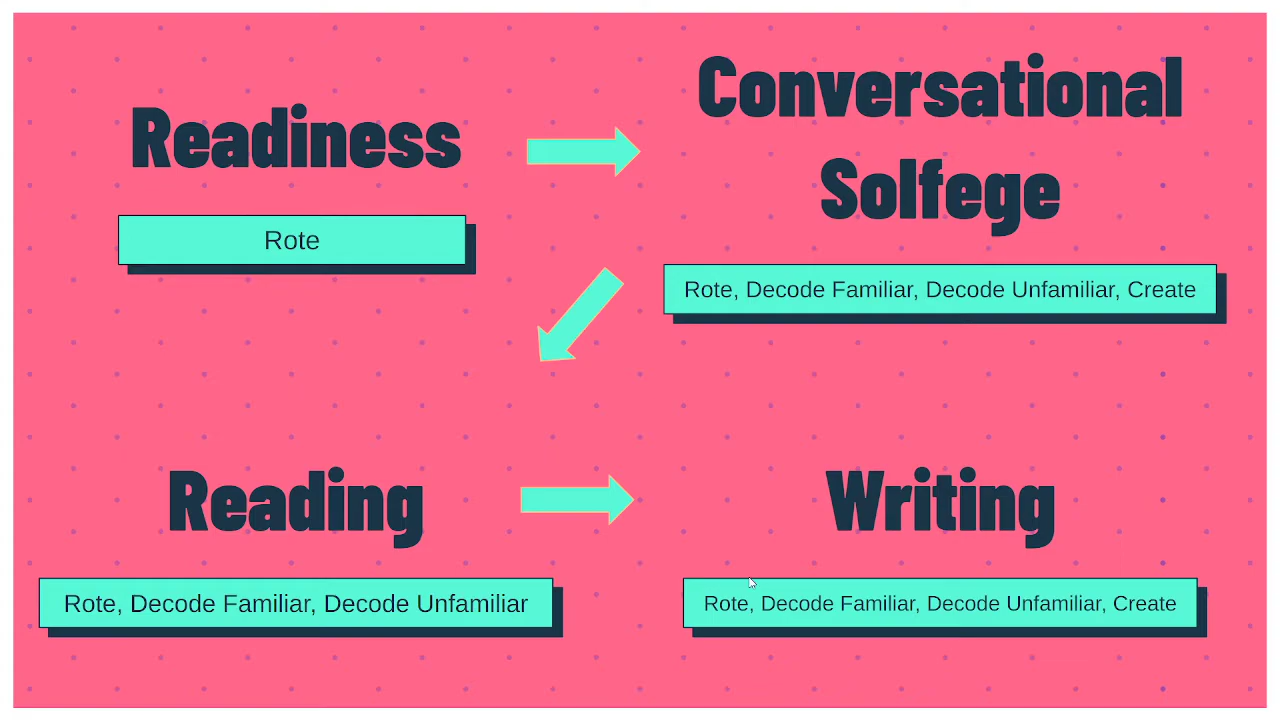 Readiness
Rote
Conversational
Solfege
Rote, Decode Familiar, Decode Unfamiliar, Create
Reading
Rote, Decode Familiar, Decode Unfamiliar
Writing
Rote, Decode Familiar, Decode Unfamiliar, Create